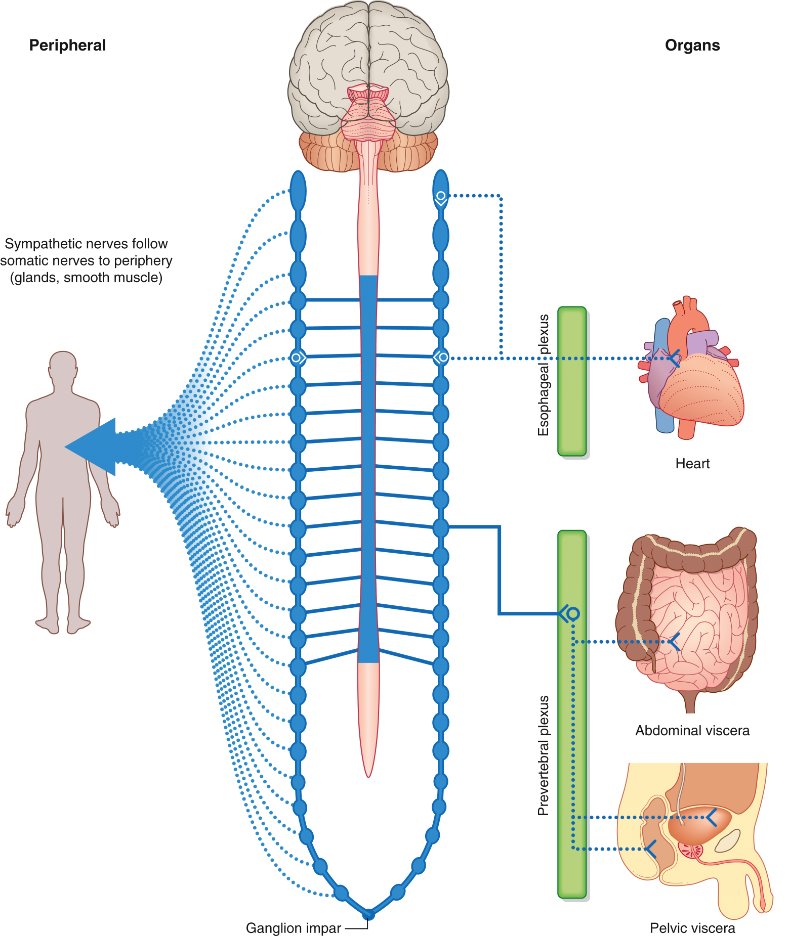 Peripheral
Organs
Sympathetic nerves follow
somatic nerves to periphery
(glands, smooth muscle)
Esophageal plexus
Heart
Prevertebral plexus
Abdominal viscera
Ganglion impar
Pelvic viscera